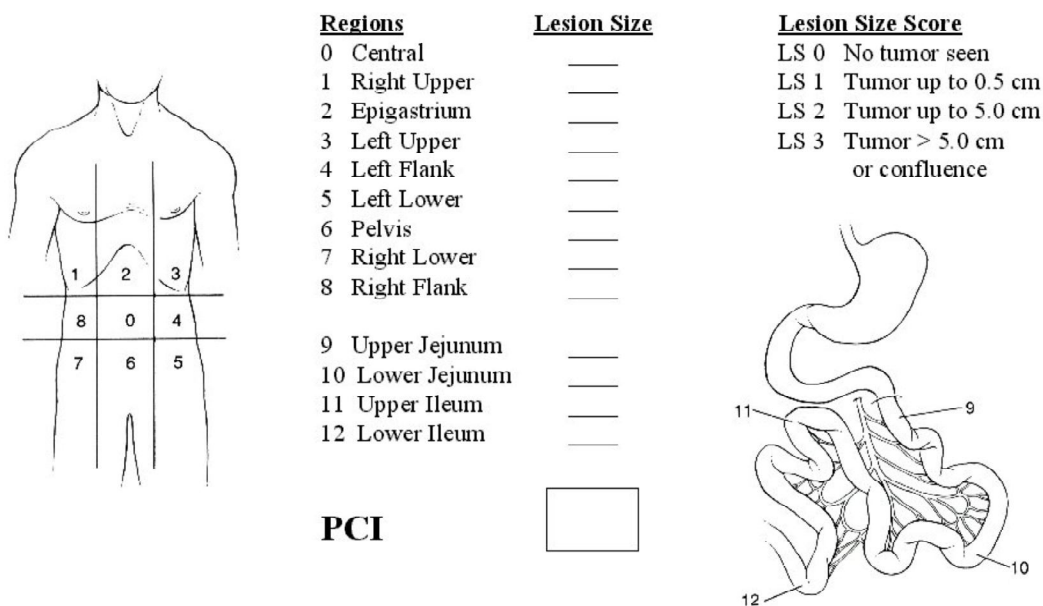 Regions Lesion Size
0 Central
1 Right Upper
2 Epigastrium
3 Left Upper
4 Left Flank
5 Left Lower
6 Pelvis
7 Right Lower
8 Right Flank
9 Upper Jejunum
10 Lower Jejunum
11 Upper Ileum
12 Lower Ileum
PCI
Lesion Size Score
LS 0 No tumor seen
LS 1 Tumor up to 0.5 cm
LS 2 Tumor up to 5.0 cm
LS 3 Tumor > 5.0 cm
or confluence
1 2 3
8 0 4
7 6 5
11 9
10
12